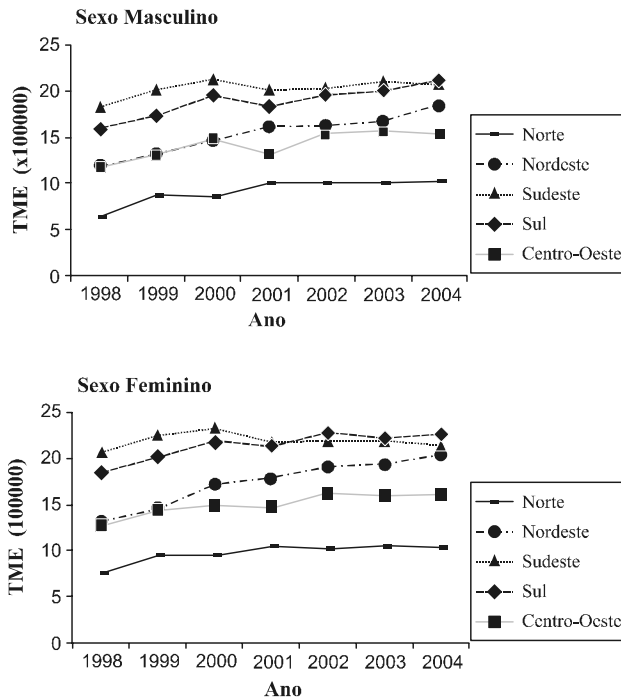 Sexo Masculino
25
20
15
10
5
0
TME (x100000)
1998 1999 2000 2001 2002 2003 2004
Ano
Norte
Nordeste
Sudeste
Sul
Centro-Oeste
Sexo Feminino
25
20
15
10
5
0
TME (100000)
1998 1999 2000 2001 2002 2003 2004
Ano
Norte
Nordeste
Sudeste
Sul
Centro-Oeste